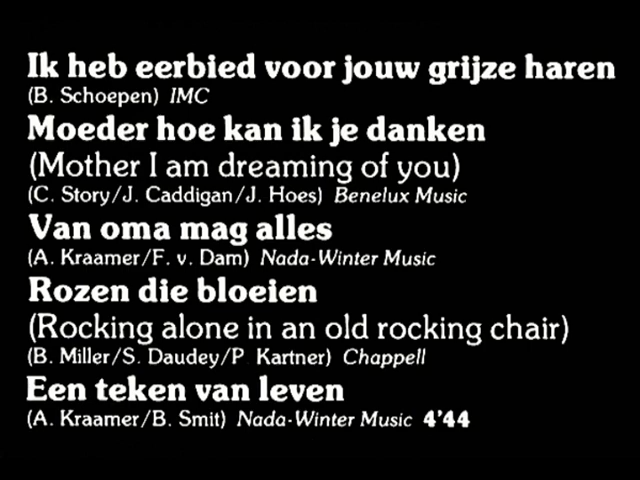 Ik heb eerbied voor jouw grijze haren
(B. Schoepen) IMC
Moeder hoe kan ik je danken
(Mother I am dreaming of you)
(C. Story/J. Caddigan/J. Hoes) Benelux Music
Van oma mag alles
(A. Kraamer/F. v. Dam) Nada-Winter Music
Rozen die bloeien
(Rocking alone in an old rocking chair)
(B. Miller/S. Daudey/P. Kartner) Chappell
Een teken van leven
(A. Kraamer/B. Smit) Nada-Winter Music 4'44